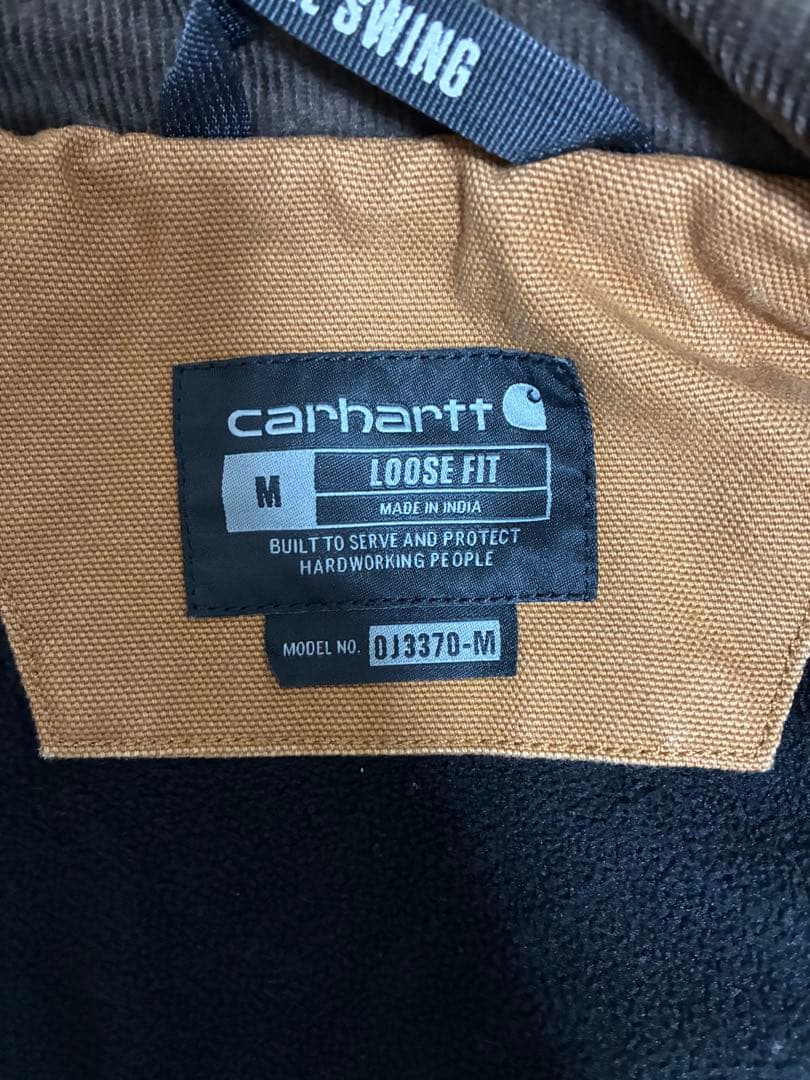 SWING
carhartt
M LOOSE FIT
MADE IN INDIA
BUILT TO SERVE AND PROTECT
HARDWORKING PEOPLE
MODEL NO. OJ3370-M